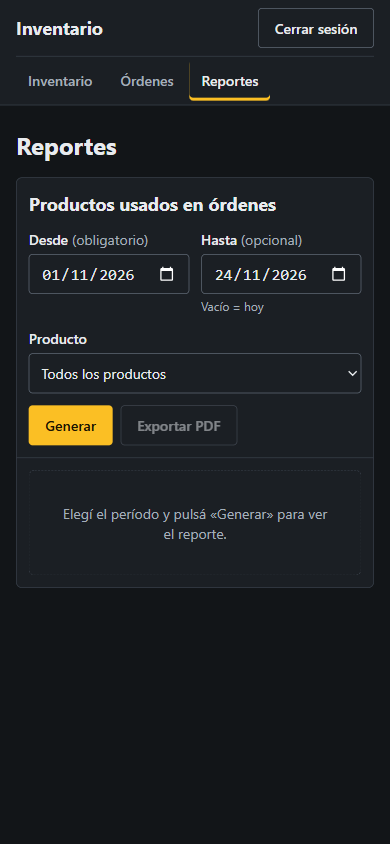 Inventario
Cerrar sesión
Inventario
Órdenes
Reportes
Reportes
Productos usados en órdenes
Desde (obligatorio)
Hasta (opcional)
01/11/2026
24/11/2026
Vacío = hoy
Producto
Todos los productos
Generar
Exportar PDF
Elegí el período y pulsá «Generar» para ver
el reporte.